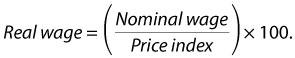 Real wage = (Nominal wage / Price index) × 100.